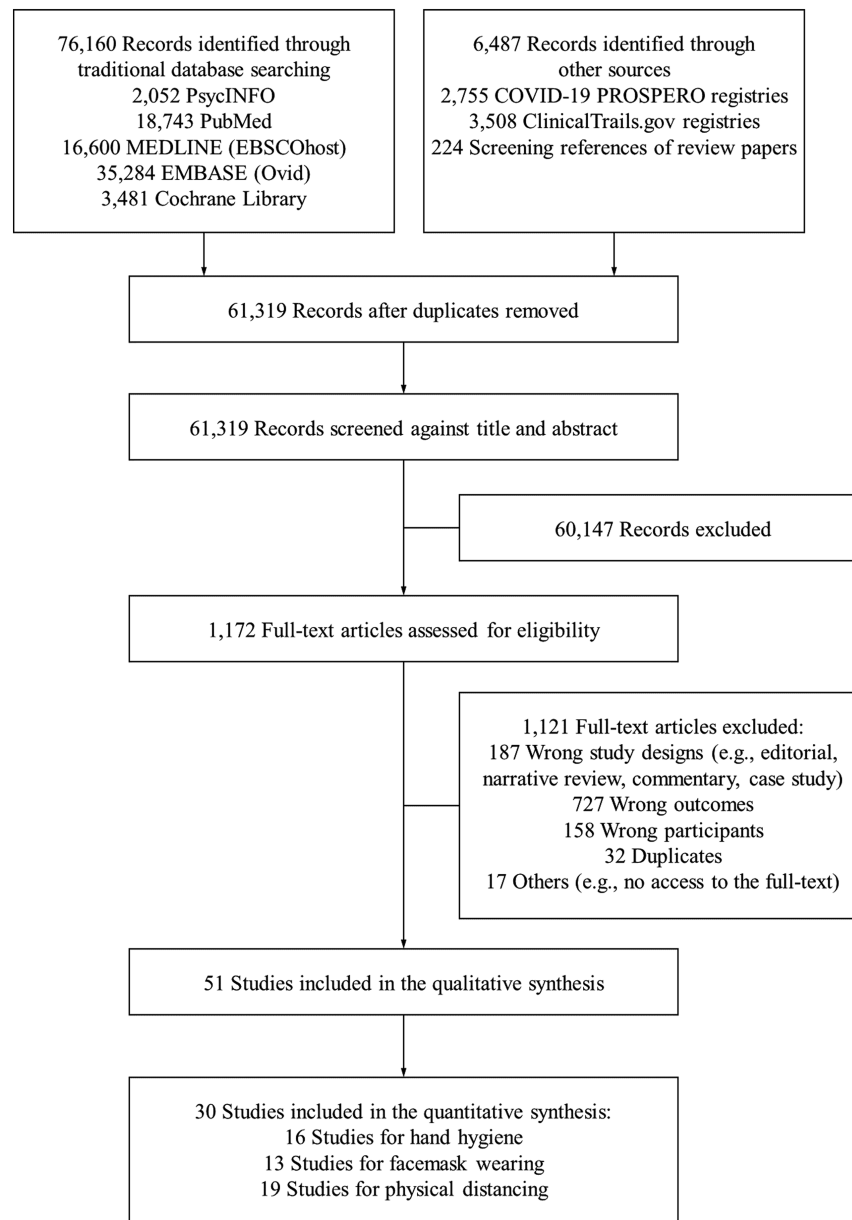 76,160 Records identified through
traditional database searching
2,052 PsycINFO
18,743 PubMed
16,600 MEDLINE (EBSCOhost)
35,284 EMBASE (Ovid)
3,481 Cochrane Library
6,487 Records identified through
other sources
2,755 COVID-19 PROSPERO registries
3,508 ClinicalTrails.gov registries
224 Screening references of review papers
61,319 Records after duplicates removed
61,319 Records screened against title and abstract
60,147 Records excluded
1,172 Full-text articles assessed for eligibility
1,121 Full-text articles excluded:
187 Wrong study designs (e.g., editorial,
narrative review, commentary, case study)
727 Wrong outcomes
158 Wrong participants
32 Duplicates
17 Others (e.g., no access to the full-text)
51 Studies included in the qualitative synthesis
30 Studies included in the quantitative synthesis:
16 Studies for hand hygiene
13 Studies for facemask wearing
19 Studies for physical distancing